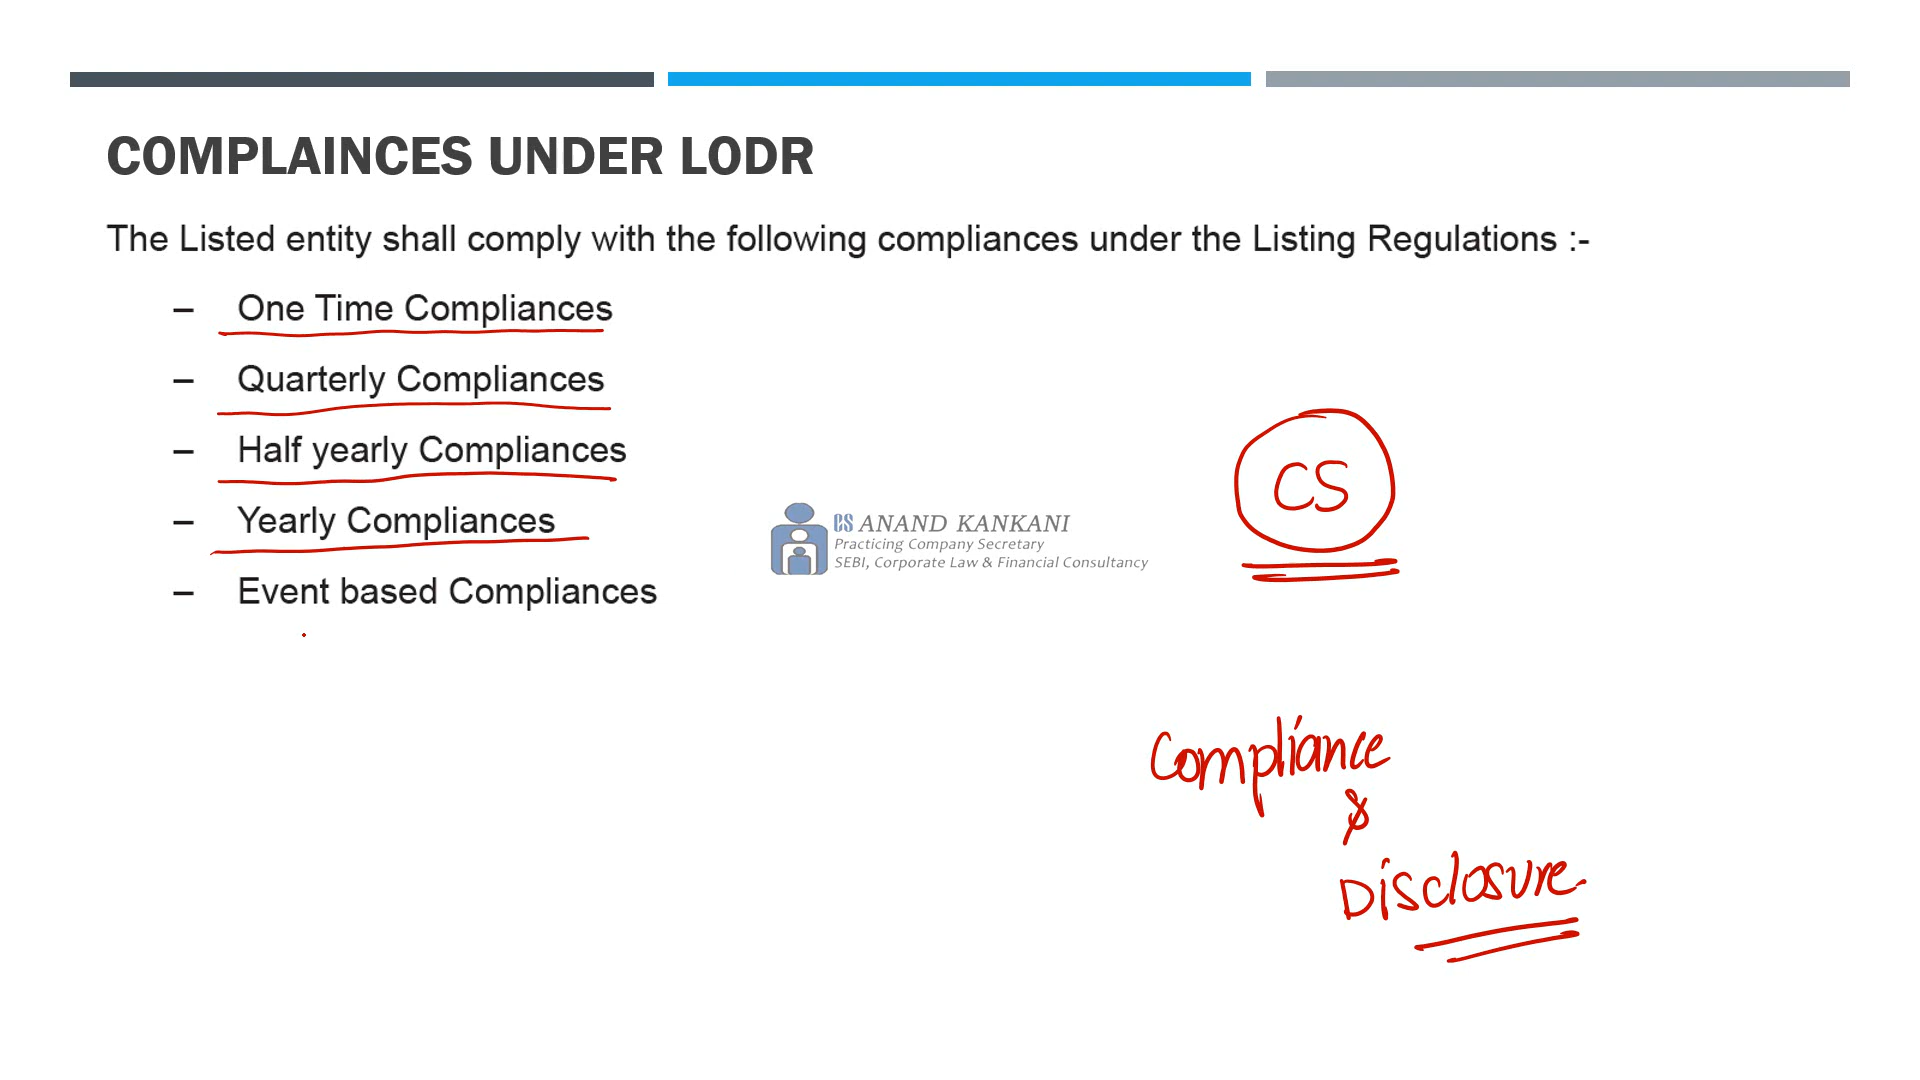 COMPLAINCES UNDER LODR
The Listed entity shall comply with the following compliances under the Listing Regulations :-
– One Time Compliances
– Quarterly Compliances
– Half yearly Compliances
– Yearly Compliances
– Event based Compliances
CS
CS ANAND KANKANI
Practicing Company Secretary
SEBI, Corporate Law & Financial Consultancy
Compliance
&
Disclosure